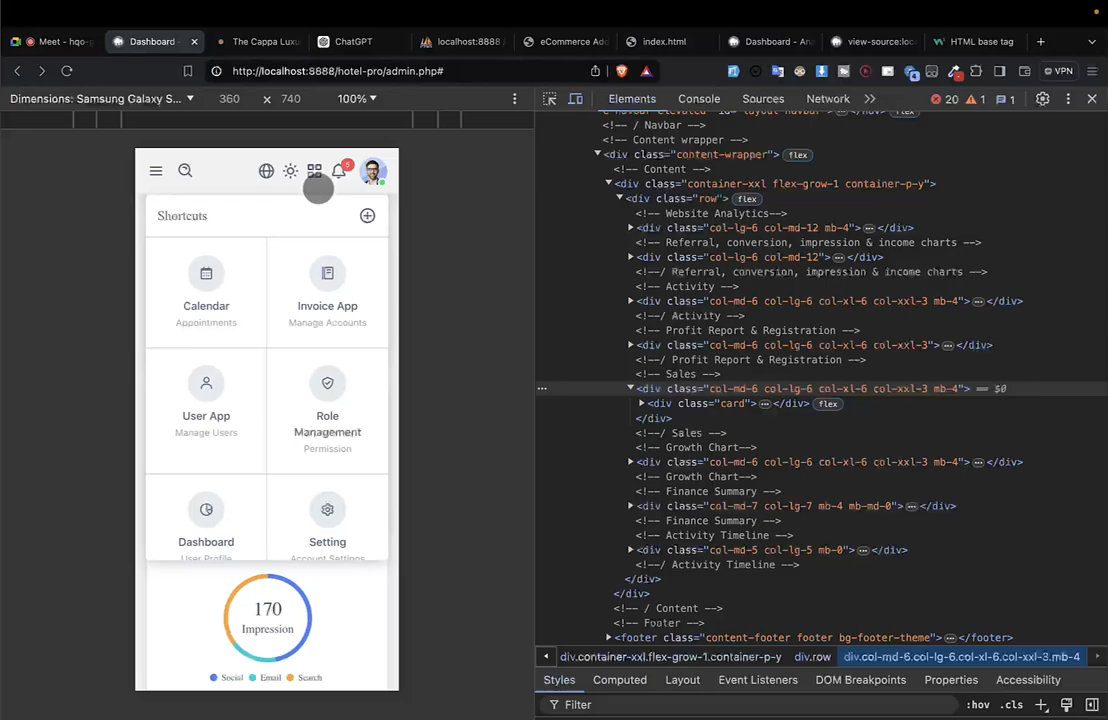 Meet - hqo-p
Dashboard -
The Cappa Luxu
ChatGPT
localhost:8888 /
eCommerce Add
index.html
Dashboard - Ana
view-source:loc
HTML base tag
http://localhost:8888/hotel-pro/admin.php#
4
VPN
Dimensions: Samsung Galaxy S...
360
×
740
100%
Elements
Console
Sources
Network
20
1
1
5
Shortcuts
Calendar
Appointments
Invoice App
Manage Accounts
User App
Manage Users
Role
Management
Permission
Dashboard
User Profile
Setting
Account Settings
170
Impression
Social
Email
Search
<!-- / Navbar -->
<!-- Content wrapper -->
<div class="content-wrapper"> flex
<!-- Content -->
<div class="container-xxl flex-grow-1 container-p-y">
<div class="row"> flex
<!-- Website Analytics-->
<div class="col-lg-6 col-md-12 mb-4"> … </div>
<!-- Referral, conversion, impression & income charts -->
<div class="col-lg-6 col-md-12"> … </div>
<!--/ Referral, conversion, impression & income charts -->
<!-- Activity -->
<div class="col-md-6 col-lg-6 col-xl-6 col-xxl-3 mb-4"> … </div>
<!--/ Activity -->
<!-- Profit Report & Registration -->
<div class="col-md-6 col-lg-6 col-xl-6 col-xxl-3"> … </div>
<!--/ Profit Report & Registration -->
<!-- Sales -->
<div class="col-md-6 col-lg-6 col-xl-6 col-xxl-3 mb-4"> == $0
<div class="card"> … </div> flex
</div>
<!--/ Sales -->
<!-- Growth Chart-->
<div class="col-md-6 col-lg-6 col-xl-6 col-xxl-3 mb-4"> … </div>
<!-- Growth Chart-->
<!-- Finance Summary -->
<div class="col-md-7 col-lg-7 mb-4 mb-md-0"> … </div>
<!-- Finance Summary -->
<!-- Activity Timeline -->
<div class="col-md-5 col-lg-5 mb-0"> … </div>
<!--/ Activity Timeline -->
</div>
</div>
<!-- / Content -->
<!-- Footer -->
<footer class="content-footer footer bg-footer-theme"> … </footer>
div.container-xxl.flex-grow-1.container-p-y
div.row
div.col-md-6.col-lg-6.col-xl-6.col-xxl-3.mb-4
Styles
Computed
Layout
Event Listeners
DOM Breakpoints
Properties
Accessibility
Filter
:hov
.cls